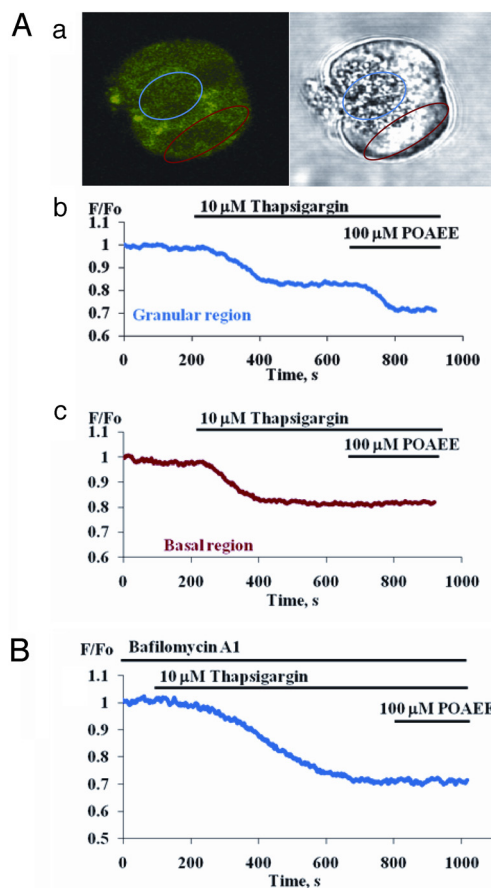 A
a
b
F/Fo
10 μM Thapsigargin
100 μM POAEE
1.1
1
0.9
0.8
0.7
0.6
Granular region
0 200 400 600 800 1000
Time, s
c
F/Fo
10 μM Thapsigargin
100 μM POAEE
1.1
1
0.9
0.8
0.7
0.6
Basal region
0 200 400 600 800 1000
Time, s
B
F/Fo
Bafilomycin A1
10 μM Thapsigargin
100 μM POAEE
1.1
1
0.9
0.8
0.7
0.6
0.5
0 200 400 600 800 1000
Time, s